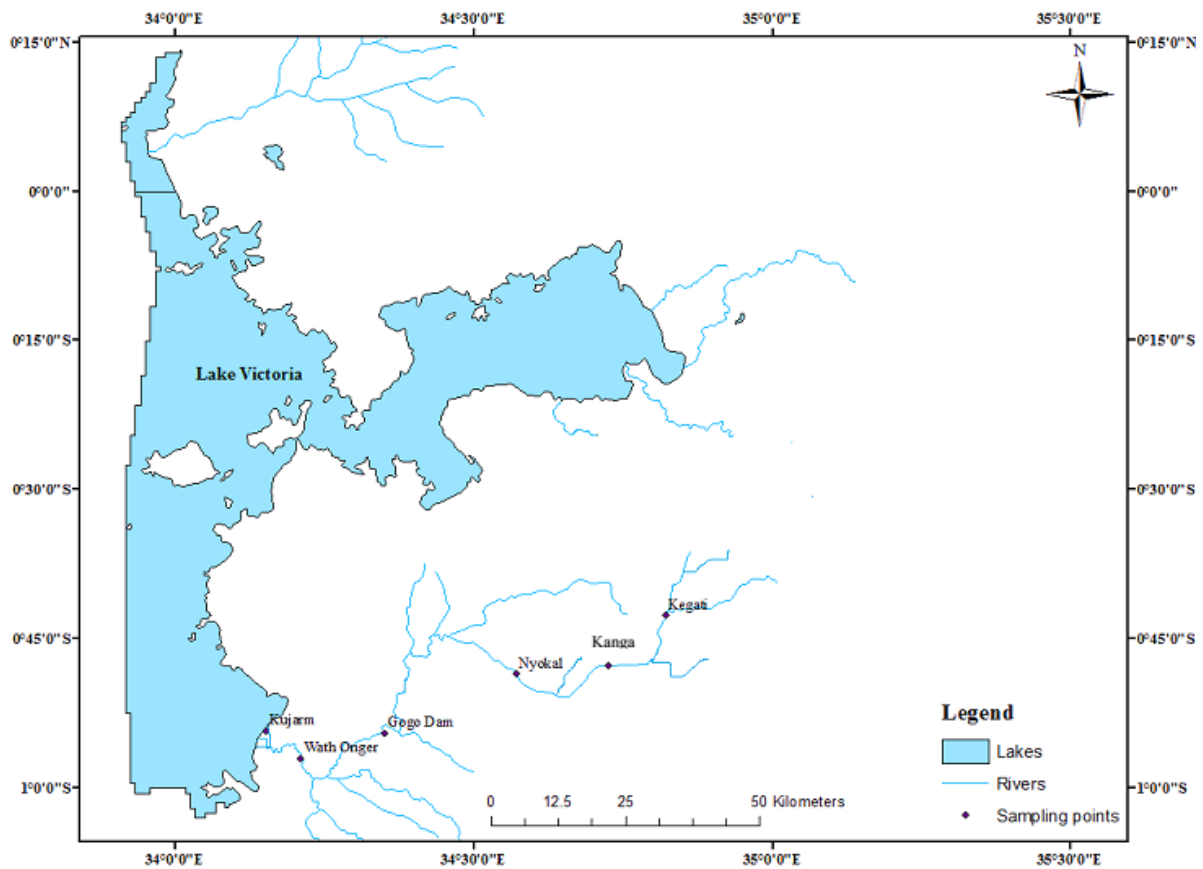 34°0'0"E 34°30'0"E 35°0'0"E 35°30'0"E
0°15'0"N 0°15'0"N
N
0°0'0" 0°0'0"
0°15'0"S 0°15'0"S
Lake Victoria
0°30'0"S 0°30'0"S
Kegati
0°45'0"S Kanga 0°45'0"S
Nyokal
Kujarm Gogo Dam
Wath Onger
Legend
Lakes
Rivers
Sampling points
1°0'0"S 1°0'0"S
0 12.5 25 50 Kilometers
34°0'0"E 34°30'0"E 35°0'0"E 35°30'0"E